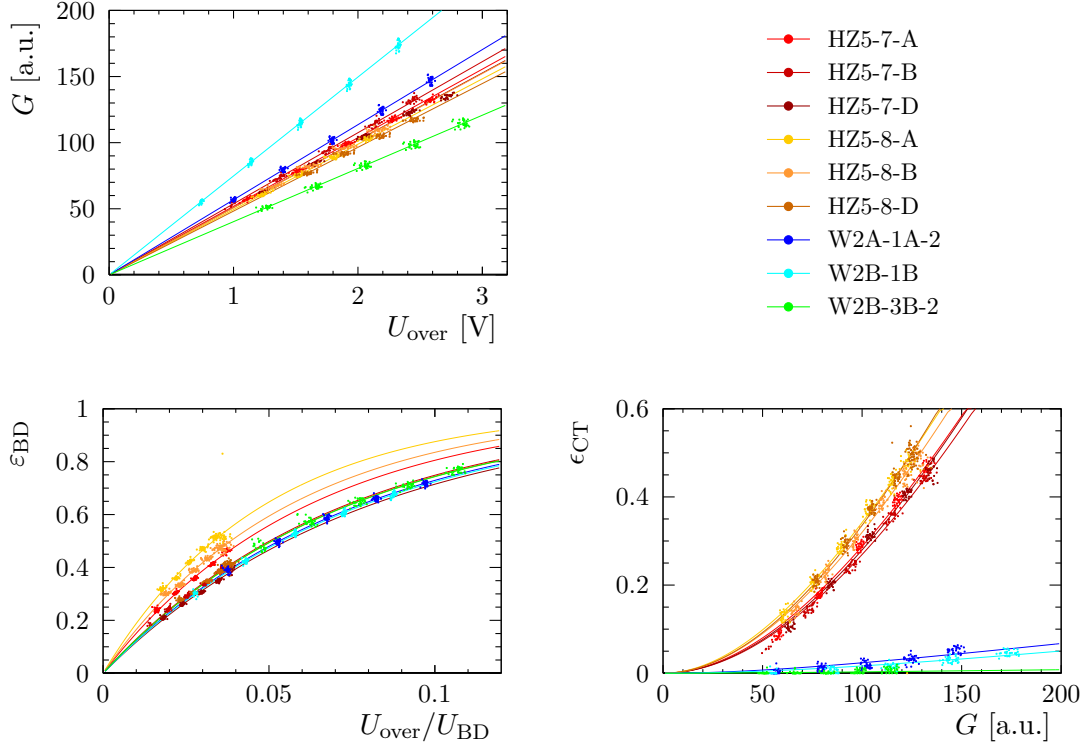 200
150
100
50
0
G [a.u.]
0 1 2 3
U_over [V]
HZ5-7-A
HZ5-7-B
HZ5-7-D
HZ5-8-A
HZ5-8-B
HZ5-8-D
W2A-1A-2
W2B-1B
W2B-3B-2
1
0.8
0.6
0.4
0.2
0
ε_BD
0 0.05 0.1
U_over/U_BD
0.6
0.4
0.2
0
ϵ_CT
0 50 100 150 200
G [a.u.]